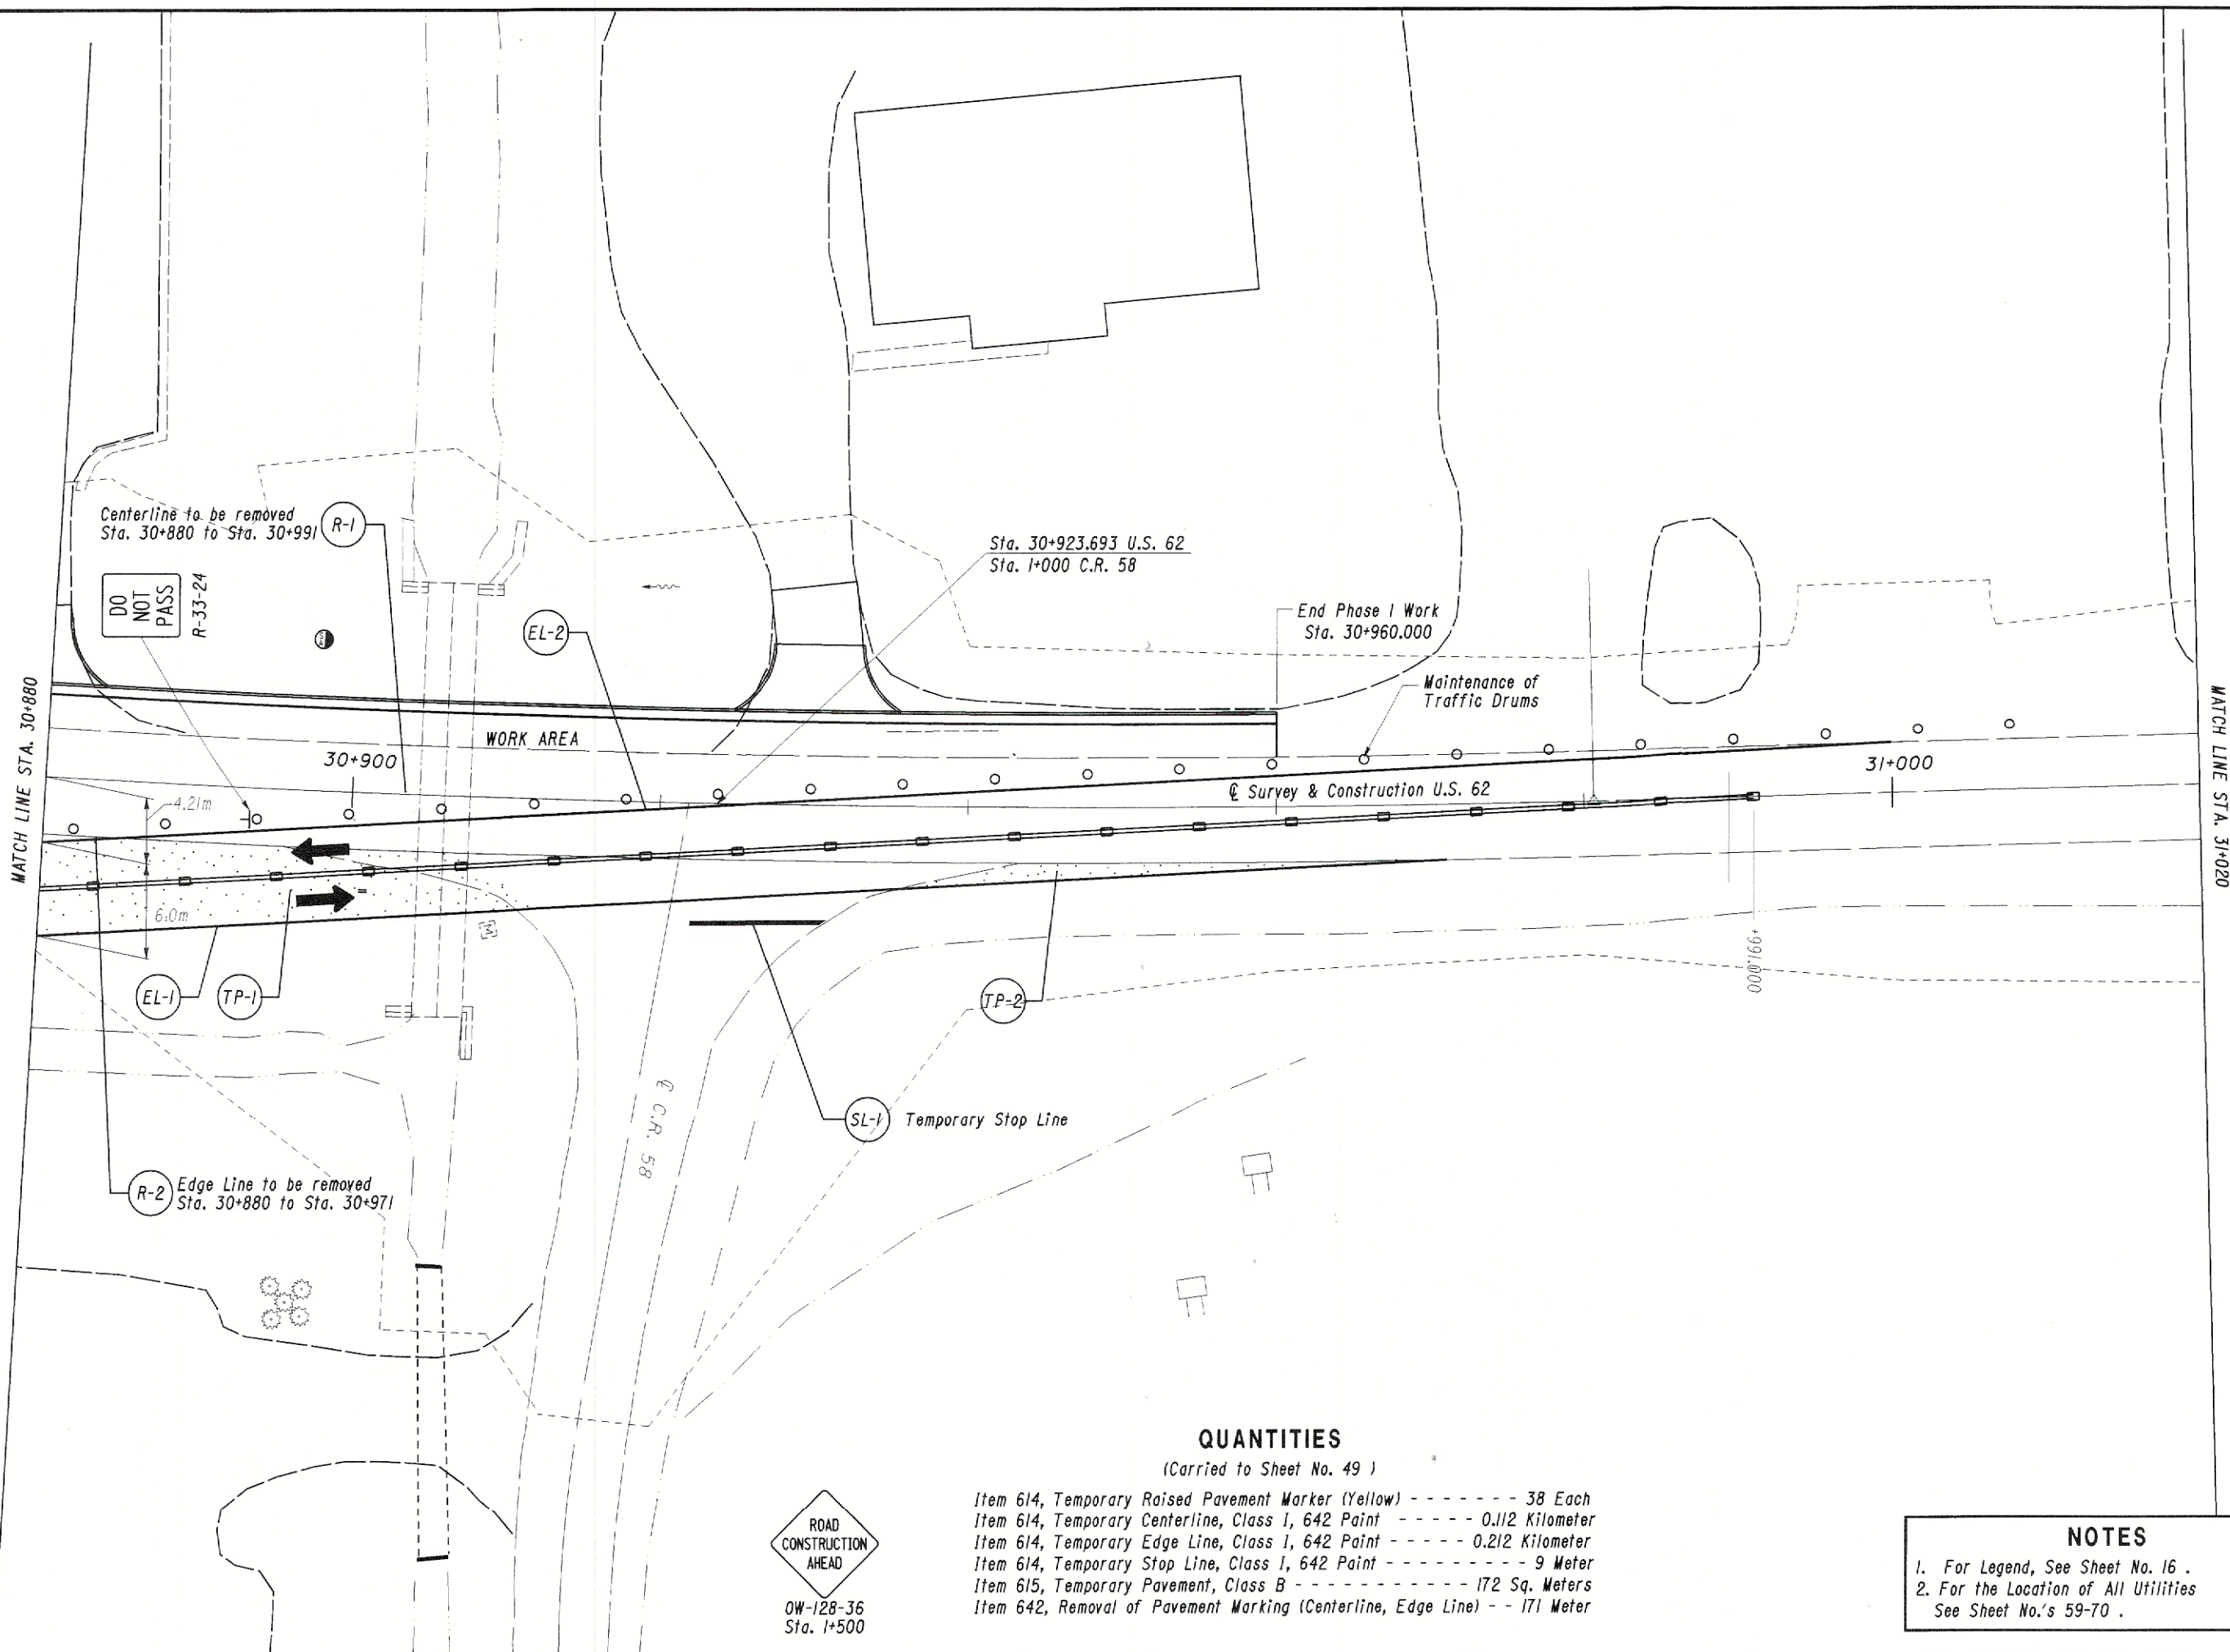 Centerline to be removed
Sta. 30+880 to Sta. 30+991
R-1
DO
NOT
PASS
R-33-24
EL-2
Sta. 30+923.693 U.S. 62
Sta. 1+000 C.R. 58
End Phase 1 Work
Sta. 30+960.000
Maintenance of
Traffic Drums
MATCH LINE STA. 30+880
MATCH LINE STA. 31+020
WORK AREA
30+900
31+000
℄ Survey & Construction U.S. 62
4.21m
6.0m
EL-1
TP-1
TP-2
+991.000
℄ C.R. 58
SL-1
Temporary Stop Line
R-2
Edge Line to be removed
Sta. 30+880 to Sta. 30+971
QUANTITIES
(Carried to Sheet No. 49 )
Item 614, Temporary Raised Pavement Marker (Yellow) - - - - - - - 38 Each
Item 614, Temporary Centerline, Class I, 642 Paint - - - - - 0.112 Kilometer
Item 614, Temporary Edge Line, Class I, 642 Paint - - - - - 0.212 Kilometer
Item 614, Temporary Stop Line, Class I, 642 Paint - - - - - - - - - 9 Meter
Item 615, Temporary Pavement, Class B - - - - - - - - - - - 172 Sq. Meters
Item 642, Removal of Pavement Marking (Centerline, Edge Line) - - 171 Meter
ROAD
CONSTRUCTION
AHEAD
OW-128-36
Sta. 1+500
NOTES
1. For Legend, See Sheet No. 16 .
2. For the Location of All Utilities
See Sheet No.'s 59-70 .